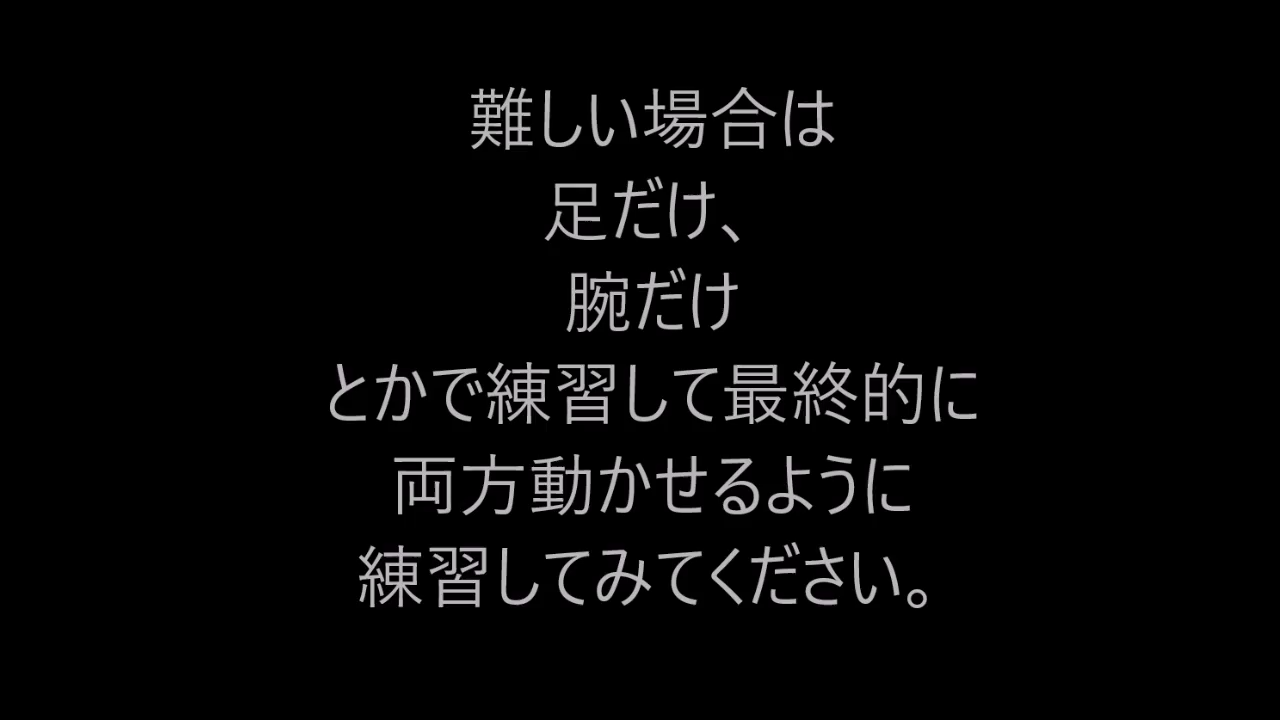 難しい場合は
足だけ、
腕だけ
とかで練習して最終的に
両方動かせるように
練習してみてください。